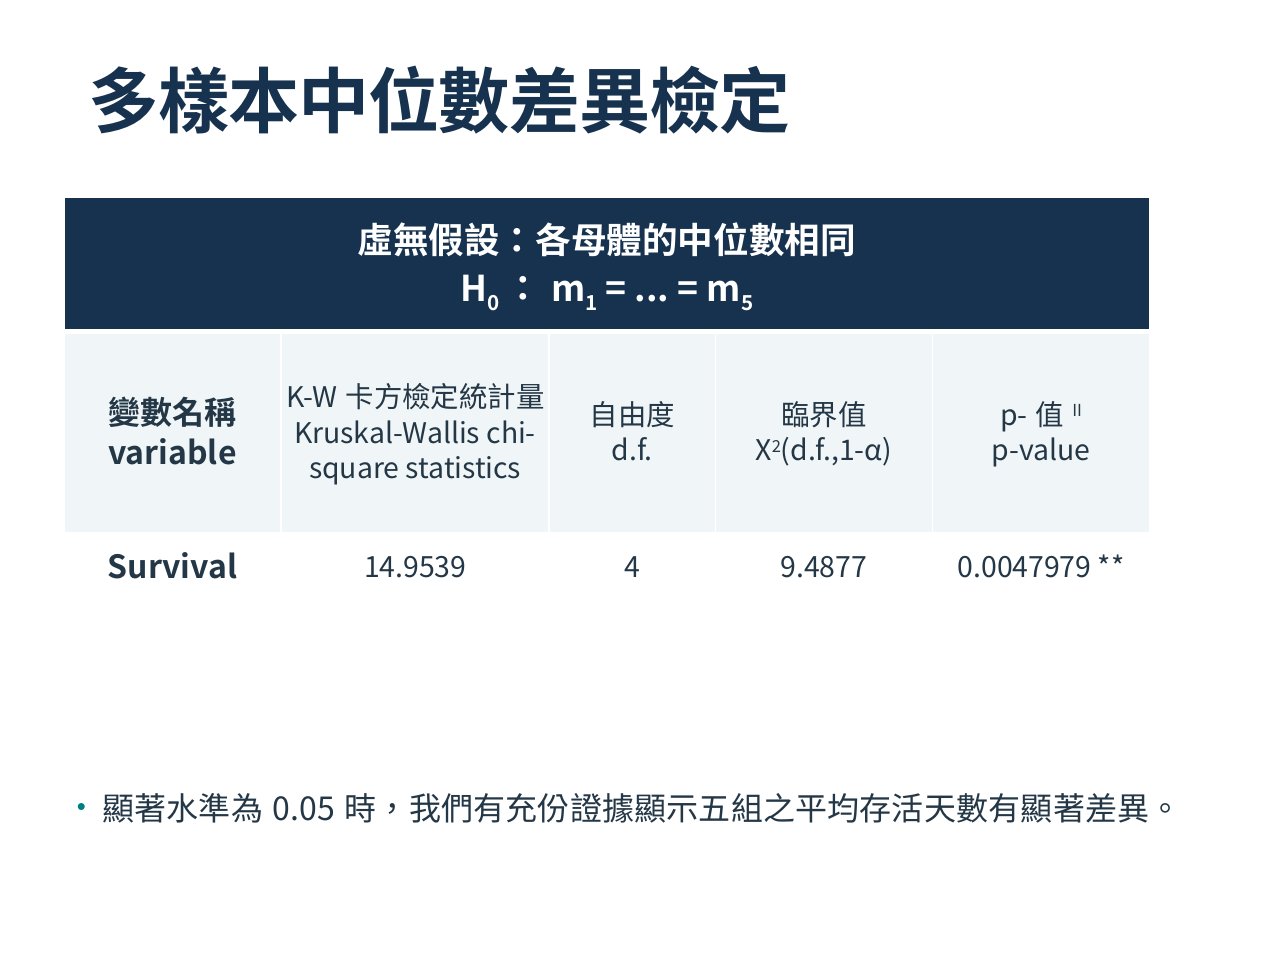 多樣本中位數差異檢定
虛無假設：各母體的中位數相同
H₀ ： m₁ = ... = m₅
變數名稱
variable
K-W 卡方檢定統計量
Kruskal-Wallis chi-
square statistics
自由度
d.f.
臨界值
X²(d.f.,1-α)
p- 值 ॥
p-value
Survival
14.9539
4
9.4877
0.0047979 **
• 顯著水準為 0.05 時，我們有充份證據顯示五組之平均存活天數有顯著差異。